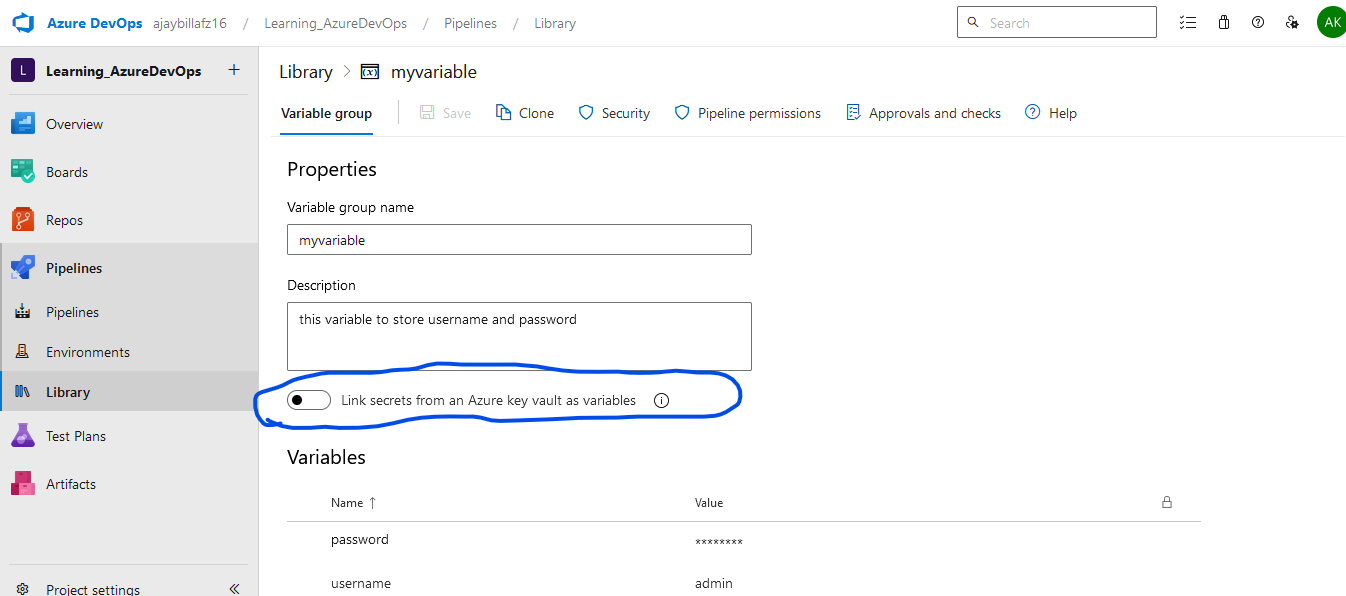 Azure DevOps ajaybillafz16 / Learning_AzureDevOps / Pipelines / Library Search AK
L Learning_AzureDevOps +
Overview
Boards
Repos
Pipelines
Pipelines
Environments
Library
Test Plans
Artifacts
Project settings
Library > (x) myvariable
Variable group Save Clone Security Pipeline permissions Approvals and checks Help
Properties
Variable group name
myvariable
Description
this variable to store username and password
Link secrets from an Azure key vault as variables
Variables
Name ↑ Value
password ********
username admin